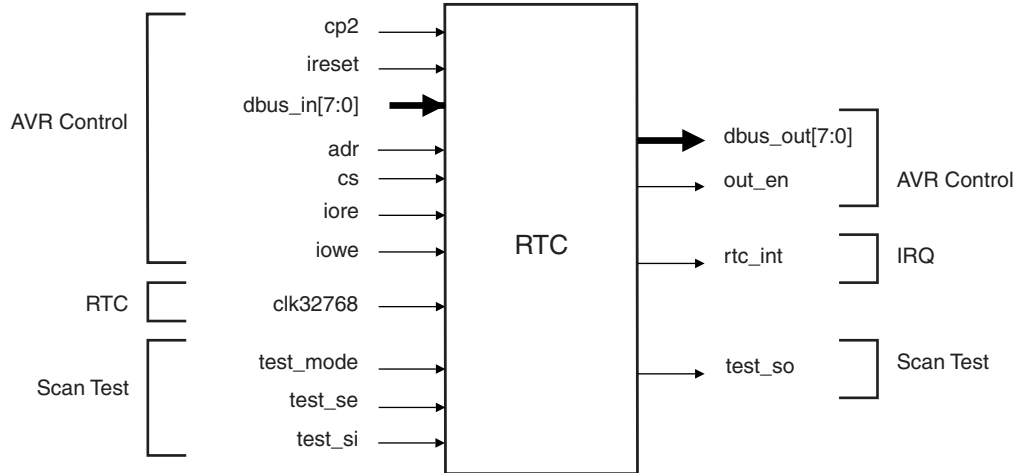 AVR Control
cp2
ireset
dbus_in[7:0]
adr
cs
iore
iowe
RTC
clk32768
Scan Test
test_mode
test_se
test_si
RTC
dbus_out[7:0]
out_en
AVR Control
rtc_int
IRQ
test_so
Scan Test